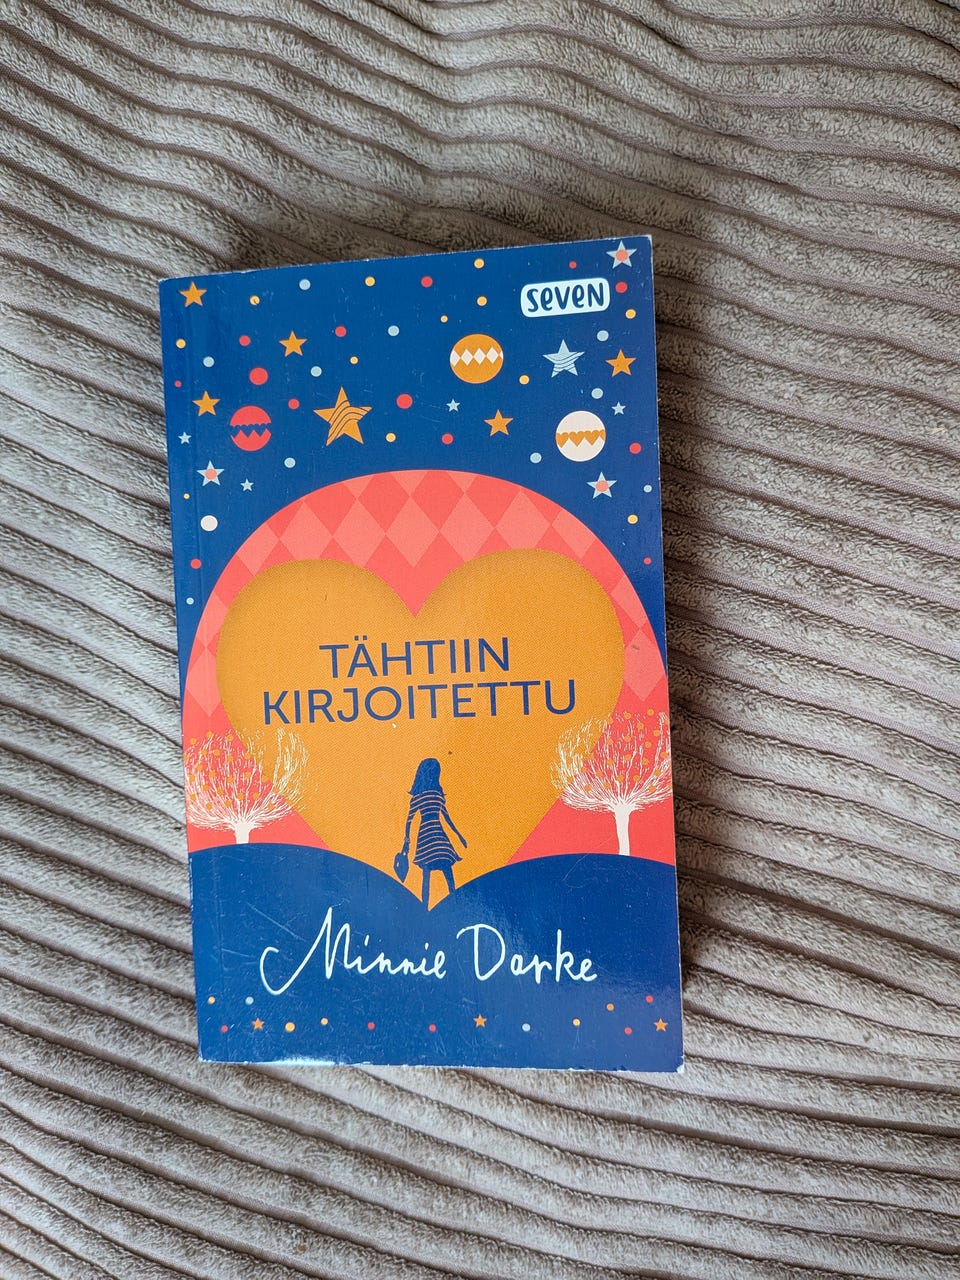 seven
TÄHTIIN
KIRJOITETTU
Minnie Darke